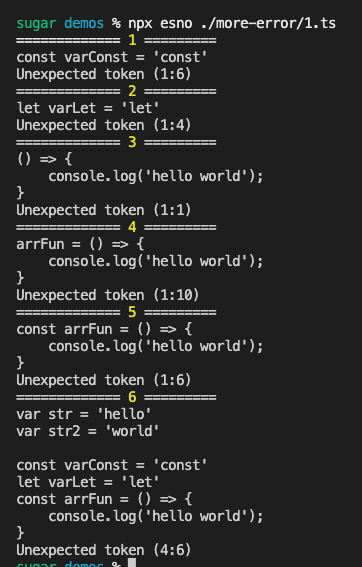 sugar demos % npx esno ./more-error/1.ts
============= 1 =========
const varConst = 'const'
Unexpected token (1:6)
============= 2 =========
let varLet = 'let'
Unexpected token (1:4)
============= 3 =========
() => {
    console.log('hello world');
}
Unexpected token (1:1)
============= 4 =========
arrFun = () => {
    console.log('hello world');
}
Unexpected token (1:10)
============= 5 =========
const arrFun = () => {
    console.log('hello world');
}
Unexpected token (1:6)
============= 6 =========
var str = 'hello'
var str2 = 'world'

const varConst = 'const'
let varLet = 'let'
const arrFun = () => {
    console.log('hello world');
}
Unexpected token (4:6)
sugar demos %